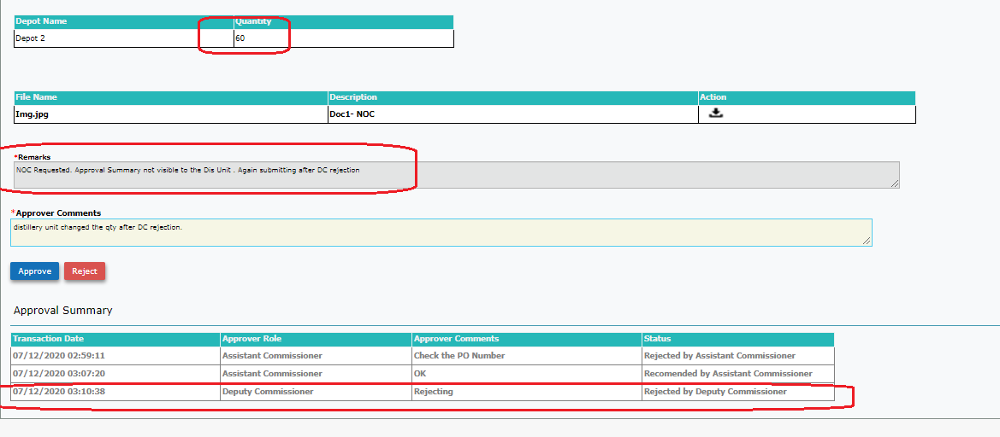 Depot Name Quantity
Depot 2 60
File Name Description Action
Img.jpg Doc1- NOC
*Remarks
NOC Requested. Approval Summary not visible to the Dis Unit . Again submitting after DC rejection
*Approver Comments
distillery unit changed the qty after DC rejection.
Approve Reject
Approval Summary
Transaction Date Approver Role Approver Comments Status
07/12/2020 02:59:11 Assistant Commissioner Check the PO Number Rejected by Assistant Commissioner
07/12/2020 03:07:20 Assistant Commissioner OK Recomended by Assistant Commissioner
07/12/2020 03:10:38 Deputy Commissioner Rejecting Rejected by Deputy Commissioner